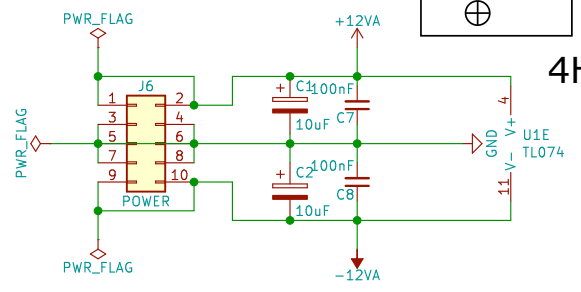 PWR_FLAG
+12VA
4H
J6
C1
100nF
1
2
+
4
3
4
10uF
C7
V+
U1E
PWR_FLAG
5
6
GND
TL074
7
8
C2
100nF
V-
9
10
+
11
C8
POWER
10uF
PWR_FLAG
-12VA